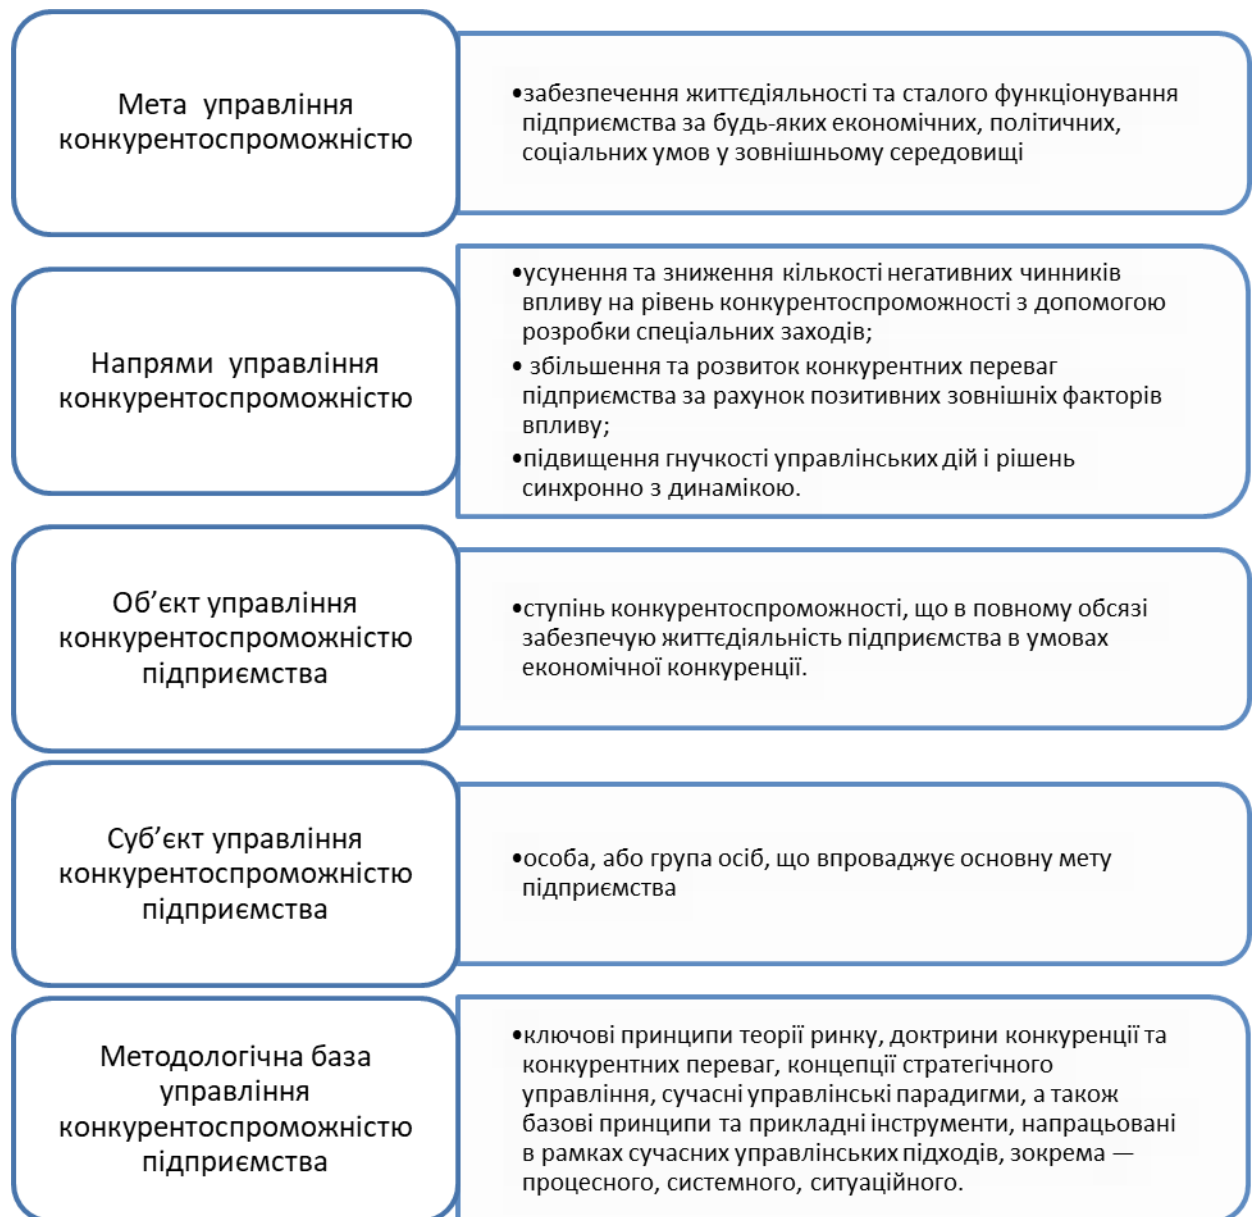 Мета управління
конкурентоспроможністю
•забезпечення життєдіяльності та сталого функціонування
підприємства за будь-яких економічних, політичних,
соціальних умов у зовнішньому середовищі
Напрями управління
конкурентоспроможністю
•усунення та зниження кількості негативних чинників
впливу на рівень конкурентоспроможності з допомогою
розробки спеціальних заходів;
• збільшення та розвиток конкурентних переваг
підприємства за рахунок позитивних зовнішніх факторів
впливу;
•підвищення гнучкості управлінських дій і рішень
синхронно з динамікою.
Об’єкт управління
конкурентоспроможністю
підприємства
•ступінь конкурентоспроможності, що в повному обсязі
забезпечую життєдіяльність підприємства в умовах
економічної конкуренції.
Суб’єкт управління
конкурентоспроможністю
підприємства
•особа, або група осіб, що впроваджує основну мету
підприємства
Методологічна база
управління
конкурентоспроможністю
підприємства
•ключові принципи теорії ринку, доктрини конкуренції та
конкурентних переваг, концепції стратегічного
управління, сучасні управлінські парадигми, а також
базові принципи та прикладні інструменти, напрацьовані
в рамках сучасних управлінських підходів, зокрема —
процесного, системного, ситуаційного.